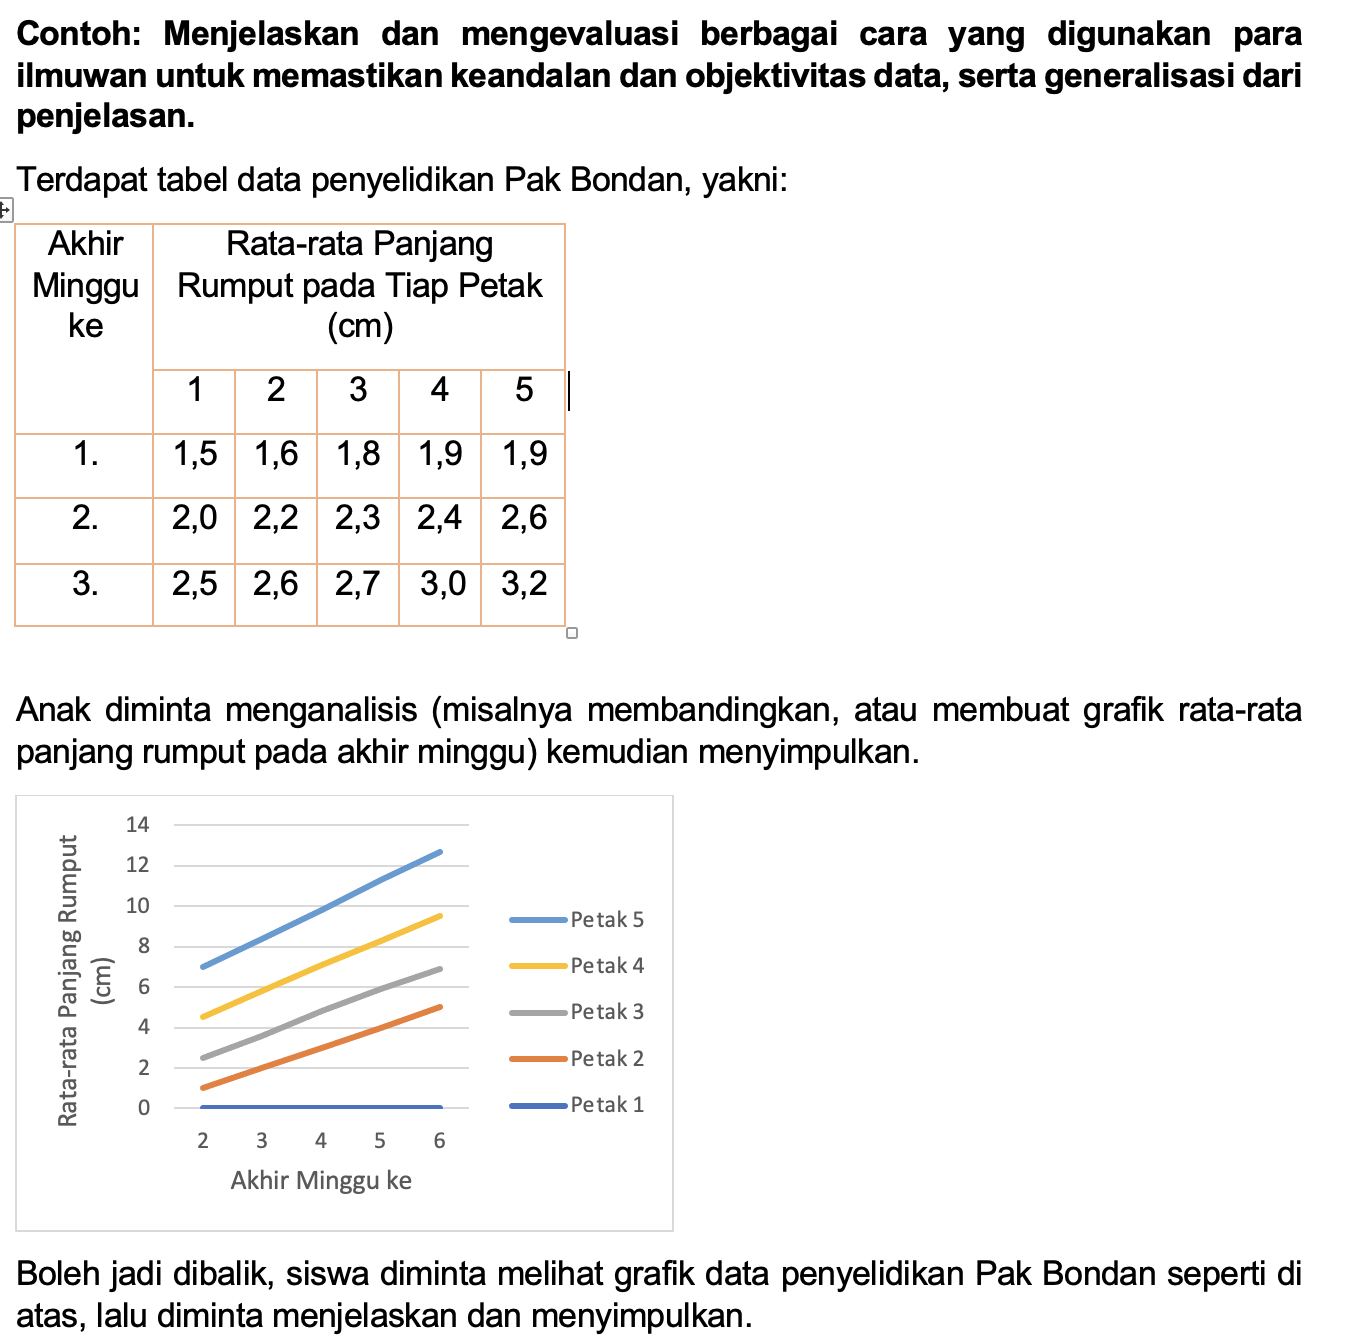 Contoh: Menjelaskan dan mengevaluasi berbagai cara yang digunakan para
ilmuwan untuk memastikan keandalan dan objektivitas data, serta generalisasi dari
penjelasan.
Terdapat tabel data penyelidikan Pak Bondan, yakni:
Akhir
Minggu
ke
Rata-rata Panjang
Rumput pada Tiap Petak
(cm)
1 2 3 4 5
1. 1,5 1,6 1,8 1,9 1,9
2. 2,0 2,2 2,3 2,4 2,6
3. 2,5 2,6 2,7 3,0 3,2
Anak diminta menganalisis (misalnya membandingkan, atau membuat grafik rata-rata
panjang rumput pada akhir minggu) kemudian menyimpulkan.
Rata-rata Panjang Rumput
(cm)
14
12
10
8
6
4
2
0
2 3 4 5 6
Akhir Minggu ke
Petak 5
Petak 4
Petak 3
Petak 2
Petak 1
Boleh jadi dibalik, siswa diminta melihat grafik data penyelidikan Pak Bondan seperti di
atas, lalu diminta menjelaskan dan menyimpulkan.